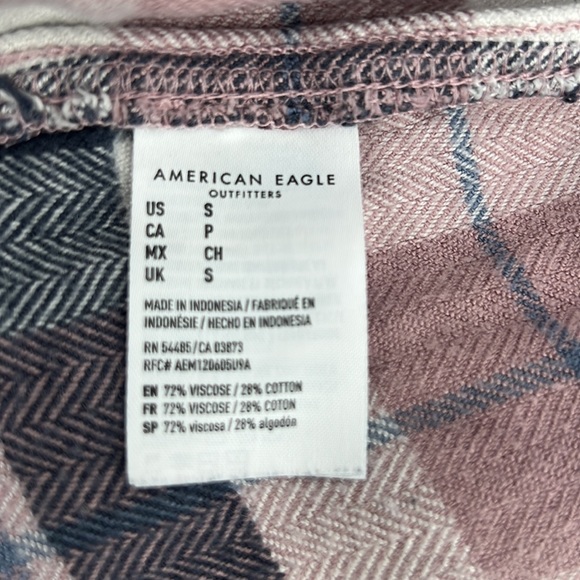 AMERICAN EAGLE
OUTFITTERS
US S
CA P
MX CH
UK S
MADE IN INDONESIA / FABRIQUÉ EN
INDONÉSIE / HECHO EN INDONESIA
RN 54485 / CA 03873
RFC# AEM120605U9A
EN 72% VISCOSE / 28% COTTON
FR 72% VISCOSE / 28% COTON
SP 72% viscosa / 28% algodón